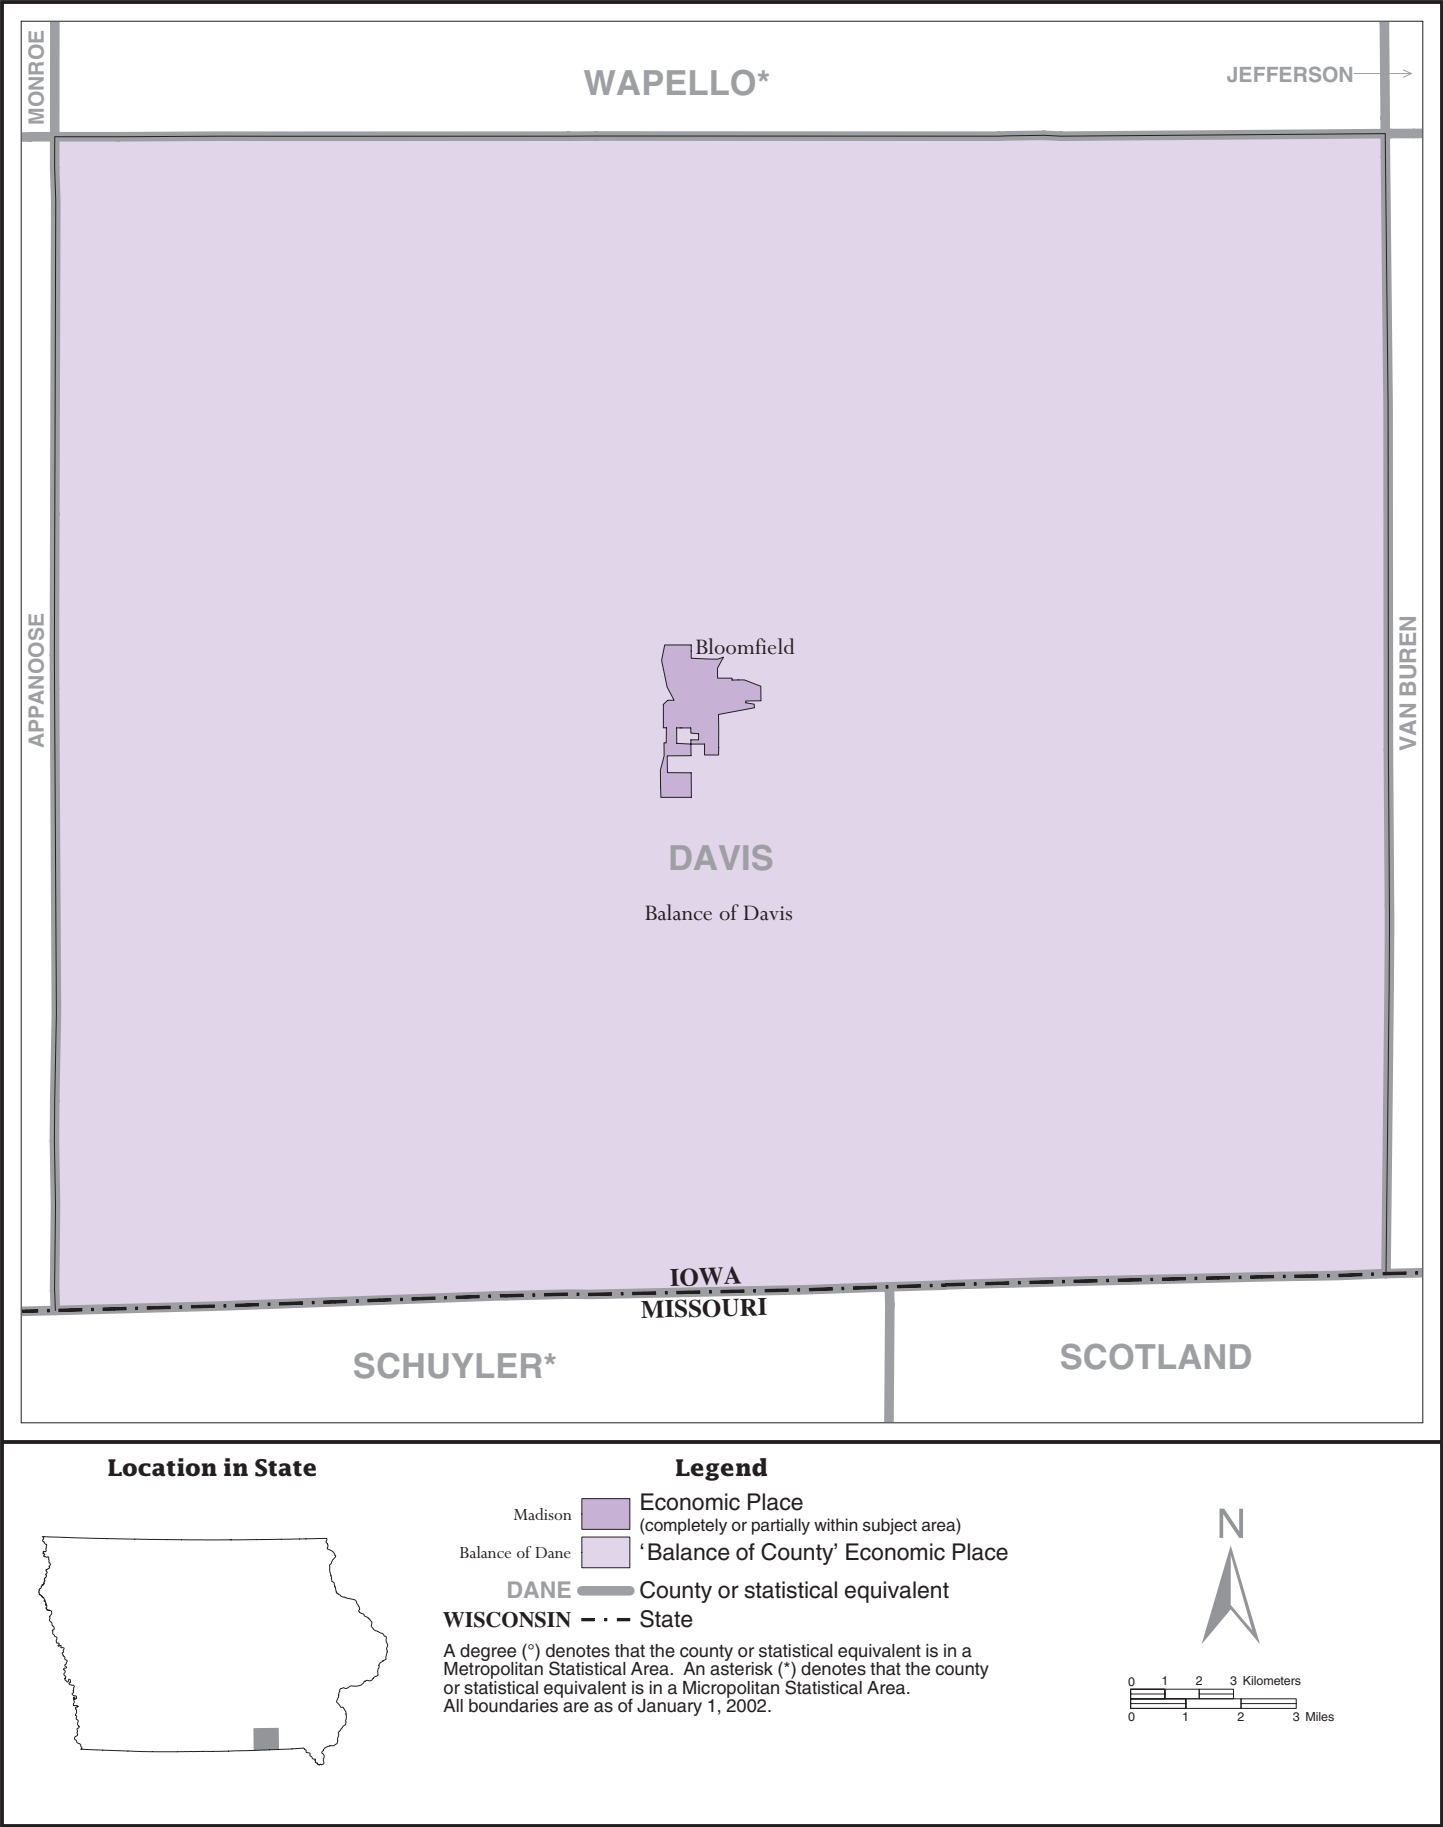 MONROE
WAPELLO*
JEFFERSON
APPANOOSE
VAN BUREN
Bloomfield
DAVIS
Balance of Davis
IOWA
MISSOURI
SCHUYLER*
SCOTLAND
Location in State
Legend
Madison
Economic Place
(completely or partially within subject area)
Balance of Dane
‘Balance of County’ Economic Place
DANE
County or statistical equivalent
WISCONSIN
State
A degree (°) denotes that the county or statistical equivalent is in a
Metropolitan Statistical Area.  An asterisk (*) denotes that the county
or statistical equivalent is in a Micropolitan Statistical Area.
All boundaries are as of January 1, 2002.
N
0 1 2 3 Kilometers
0 1 2 3 Miles